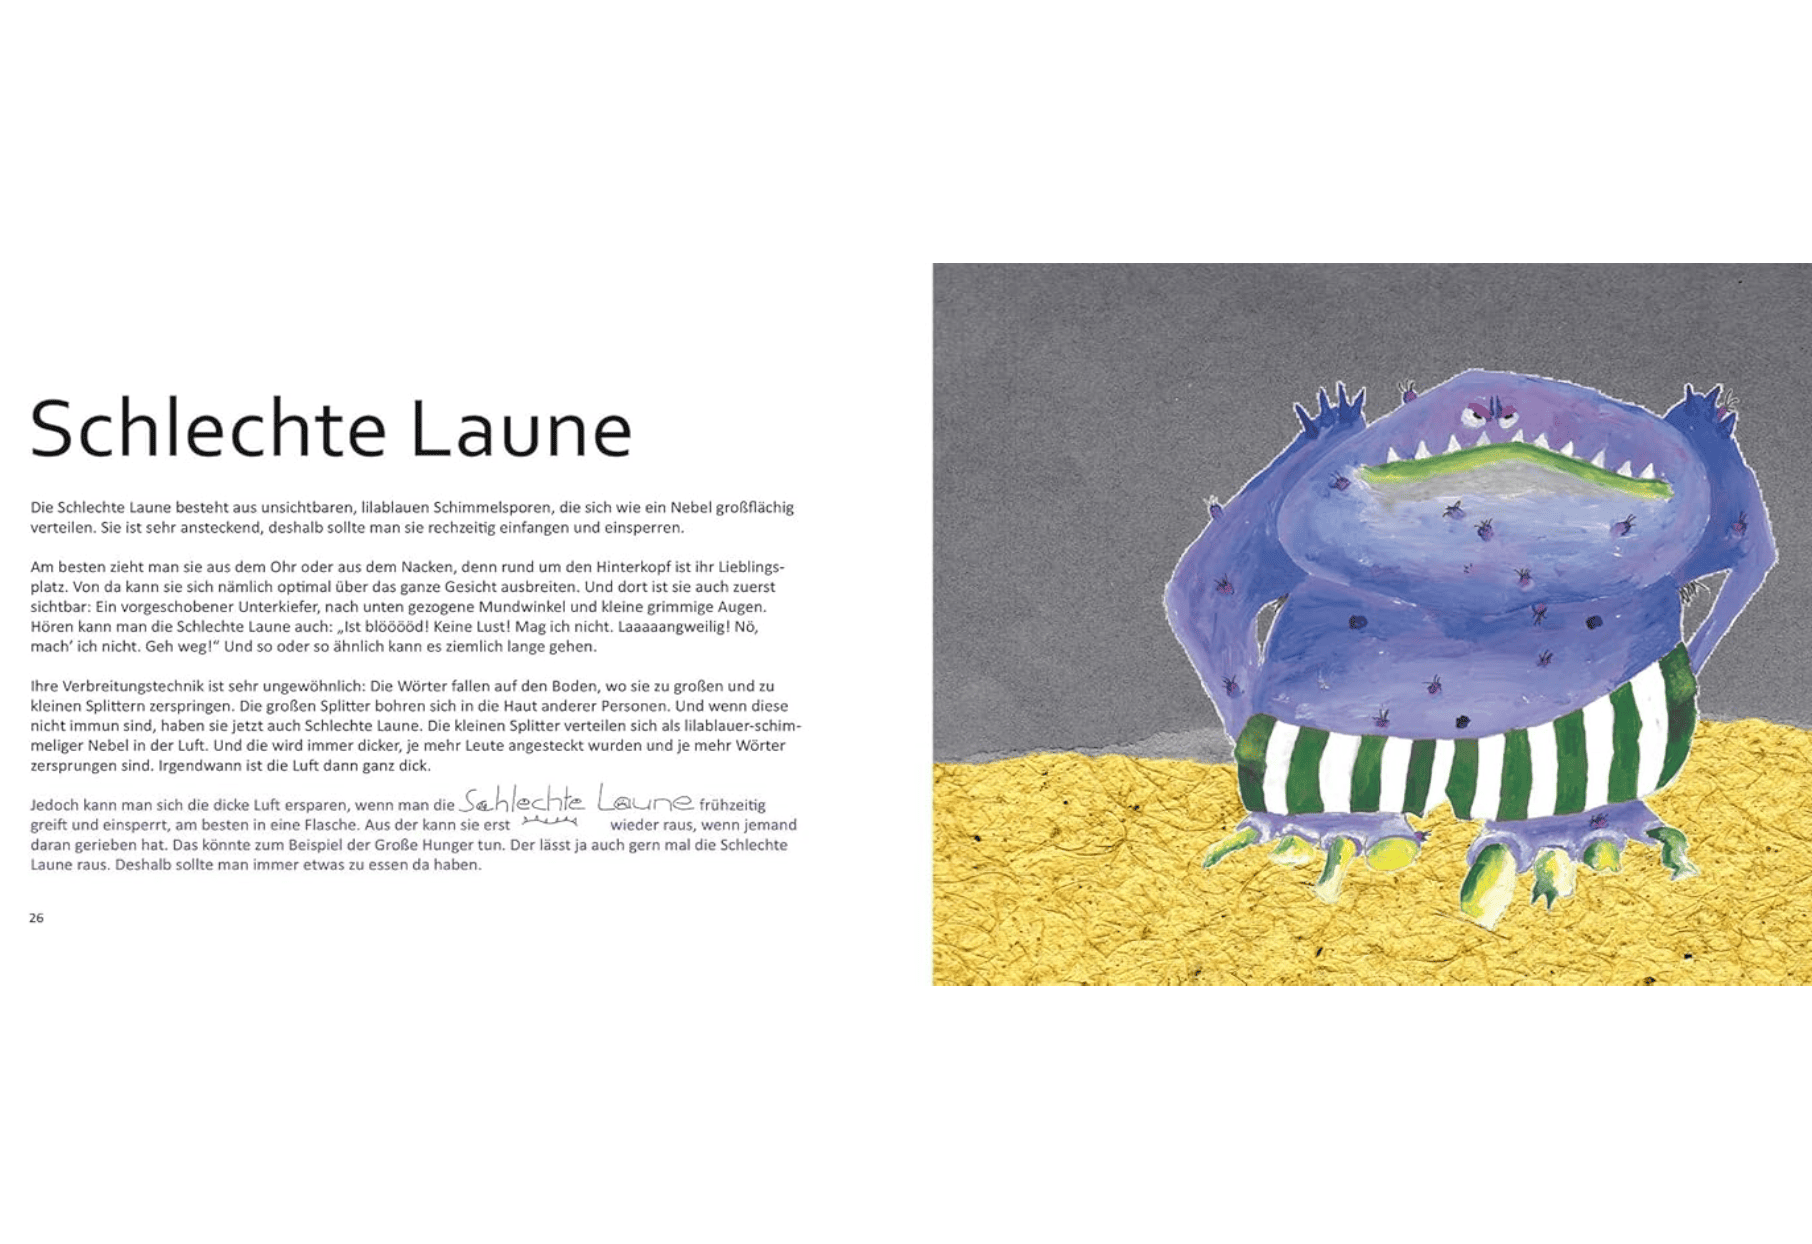 Schlechte Laune
Die Schlechte Laune besteht aus unsichtbaren, lilablauen Schimmelsporen, die sich wie ein Nebel großflächig
verteilen. Sie ist sehr ansteckend, deshalb sollte man sie rechzeitig einfangen und einsperren.
Am besten zieht man sie aus dem Ohr oder aus dem Nacken, denn rund um den Hinterkopf ist ihr Lieblings-
platz. Von da kann sie sich nämlich optimal über das ganze Gesicht ausbreiten. Und dort ist sie auch zuerst
sichtbar: Ein vorgeschobener Unterkiefer, nach unten gezogene Mundwinkel und kleine grimmige Augen.
Hören kann man die Schlechte Laune auch: „Ist blööööd! Keine Lust! Mag ich nicht. Laaaaangweilig! Nö,
mach’ ich nicht. Geh weg!“ Und so oder so ähnlich kann es ziemlich lange gehen.
Ihre Verbreitungstechnik ist sehr ungewöhnlich: Die Wörter fallen auf den Boden, wo sie zu großen und zu
kleinen Splittern zerspringen. Die großen Splitter bohren sich in die Haut anderer Personen. Und wenn diese
nicht immun sind, haben sie jetzt auch Schlechte Laune. Die kleinen Splitter verteilen sich als lilablauer-schim-
meliger Nebel in der Luft. Und die wird immer dicker, je mehr Leute angesteckt wurden und je mehr Wörter
zersprungen sind. Irgendwann ist die Luft dann ganz dick.
Jedoch kann man sich die dicke Luft ersparen, wenn man die Schlechte Laune frühzeitig
greift und einsperrt, am besten in eine Flasche. Aus der kann sie erst wieder raus, wenn jemand
daran gerieben hat. Das könnte zum Beispiel der Große Hunger tun. Der lässt ja auch gern mal die Schlechte
Laune raus. Deshalb sollte man immer etwas zu essen da haben.
26